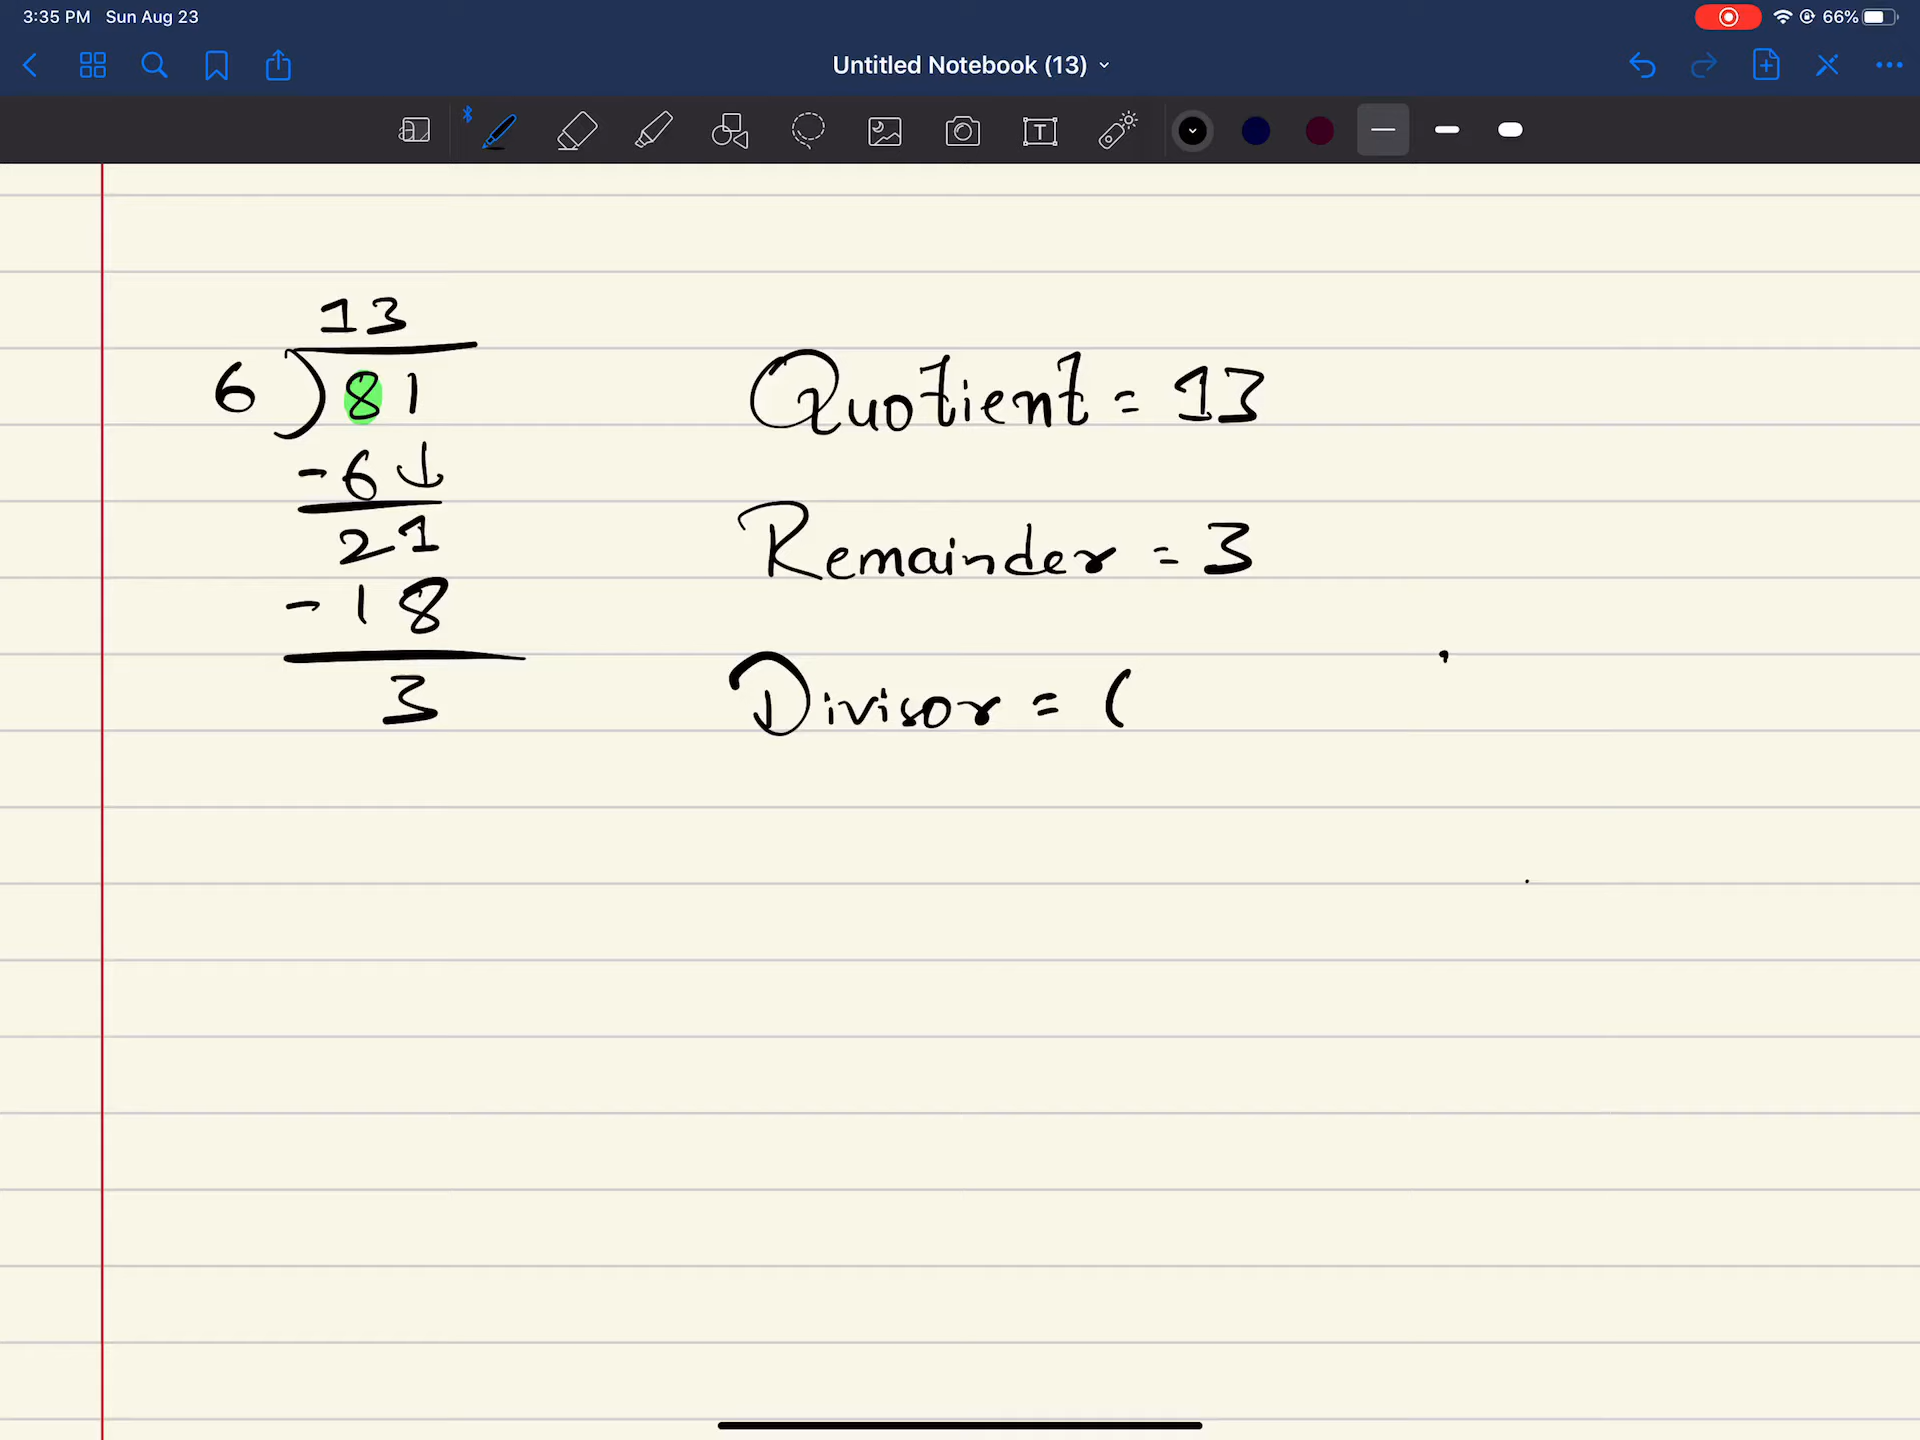 3:35 PM Sun Aug 23
66%
Untitled Notebook (13)
13
6 ) 81
-6 ↓
21
-18
3
Quotient = 13
Remainder = 3
Divisor = (